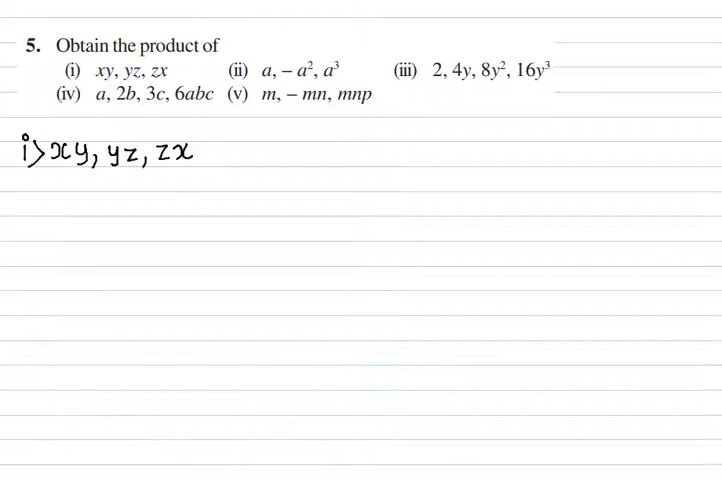 5. Obtain the product of
(i) xy, yz, zx (ii) a, – a², a³ (iii) 2, 4y, 8y², 16y³
(iv) a, 2b, 3c, 6abc (v) m, – mn, mnp
i> xy, yz, zx